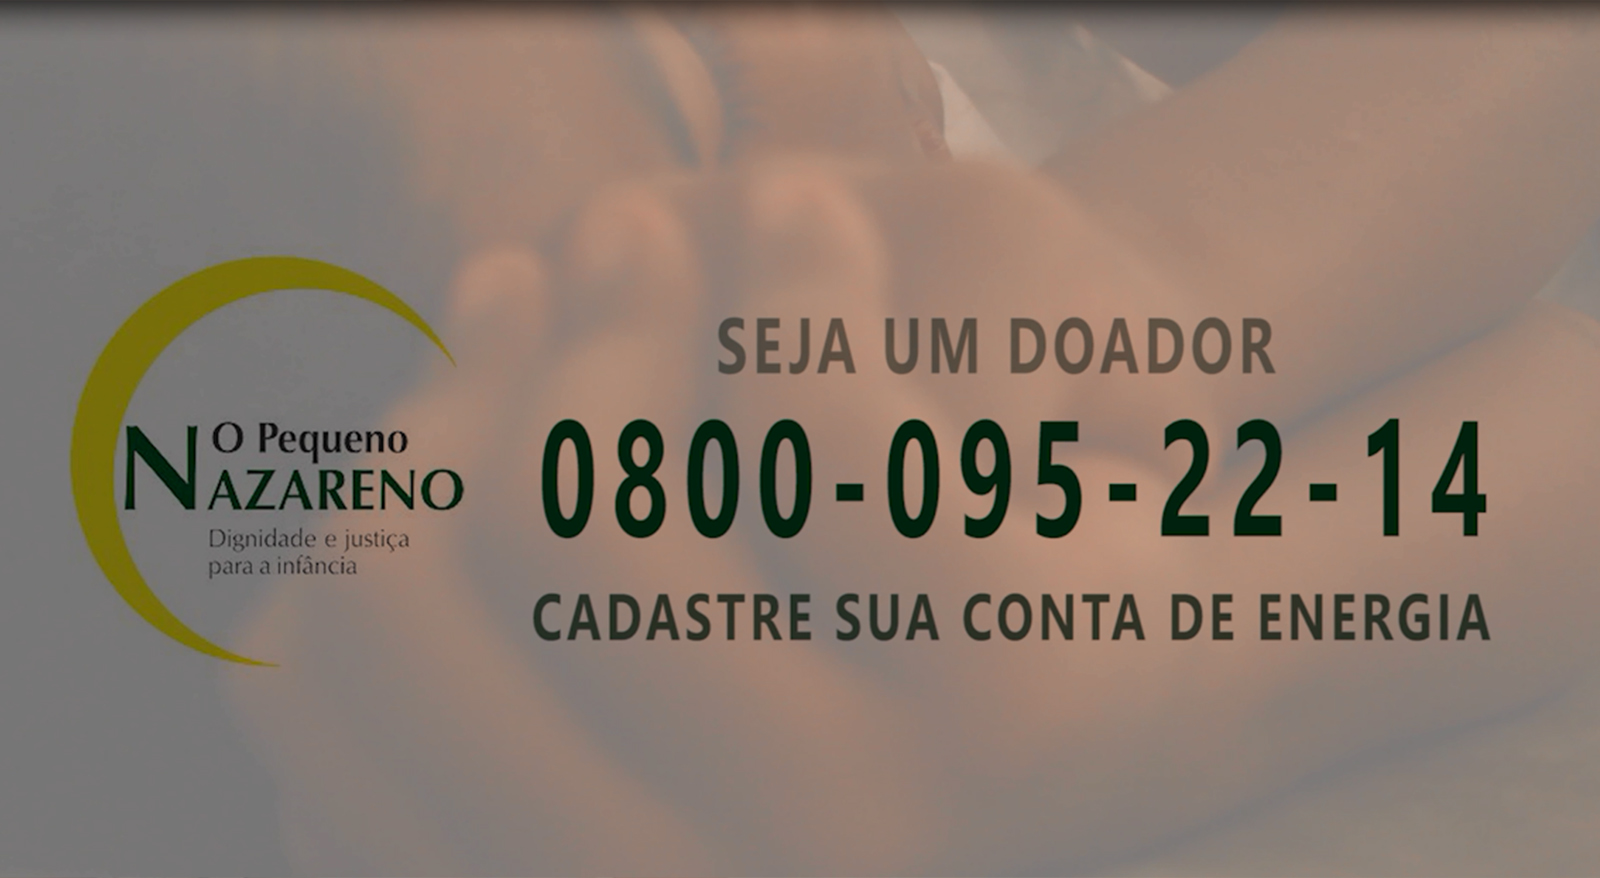 O Pequeno
NAZARENO
Dignidade e justiça
para a infância
SEJA UM DOADOR
0800-095-22-14
CADASTRE SUA CONTA DE ENERGIA